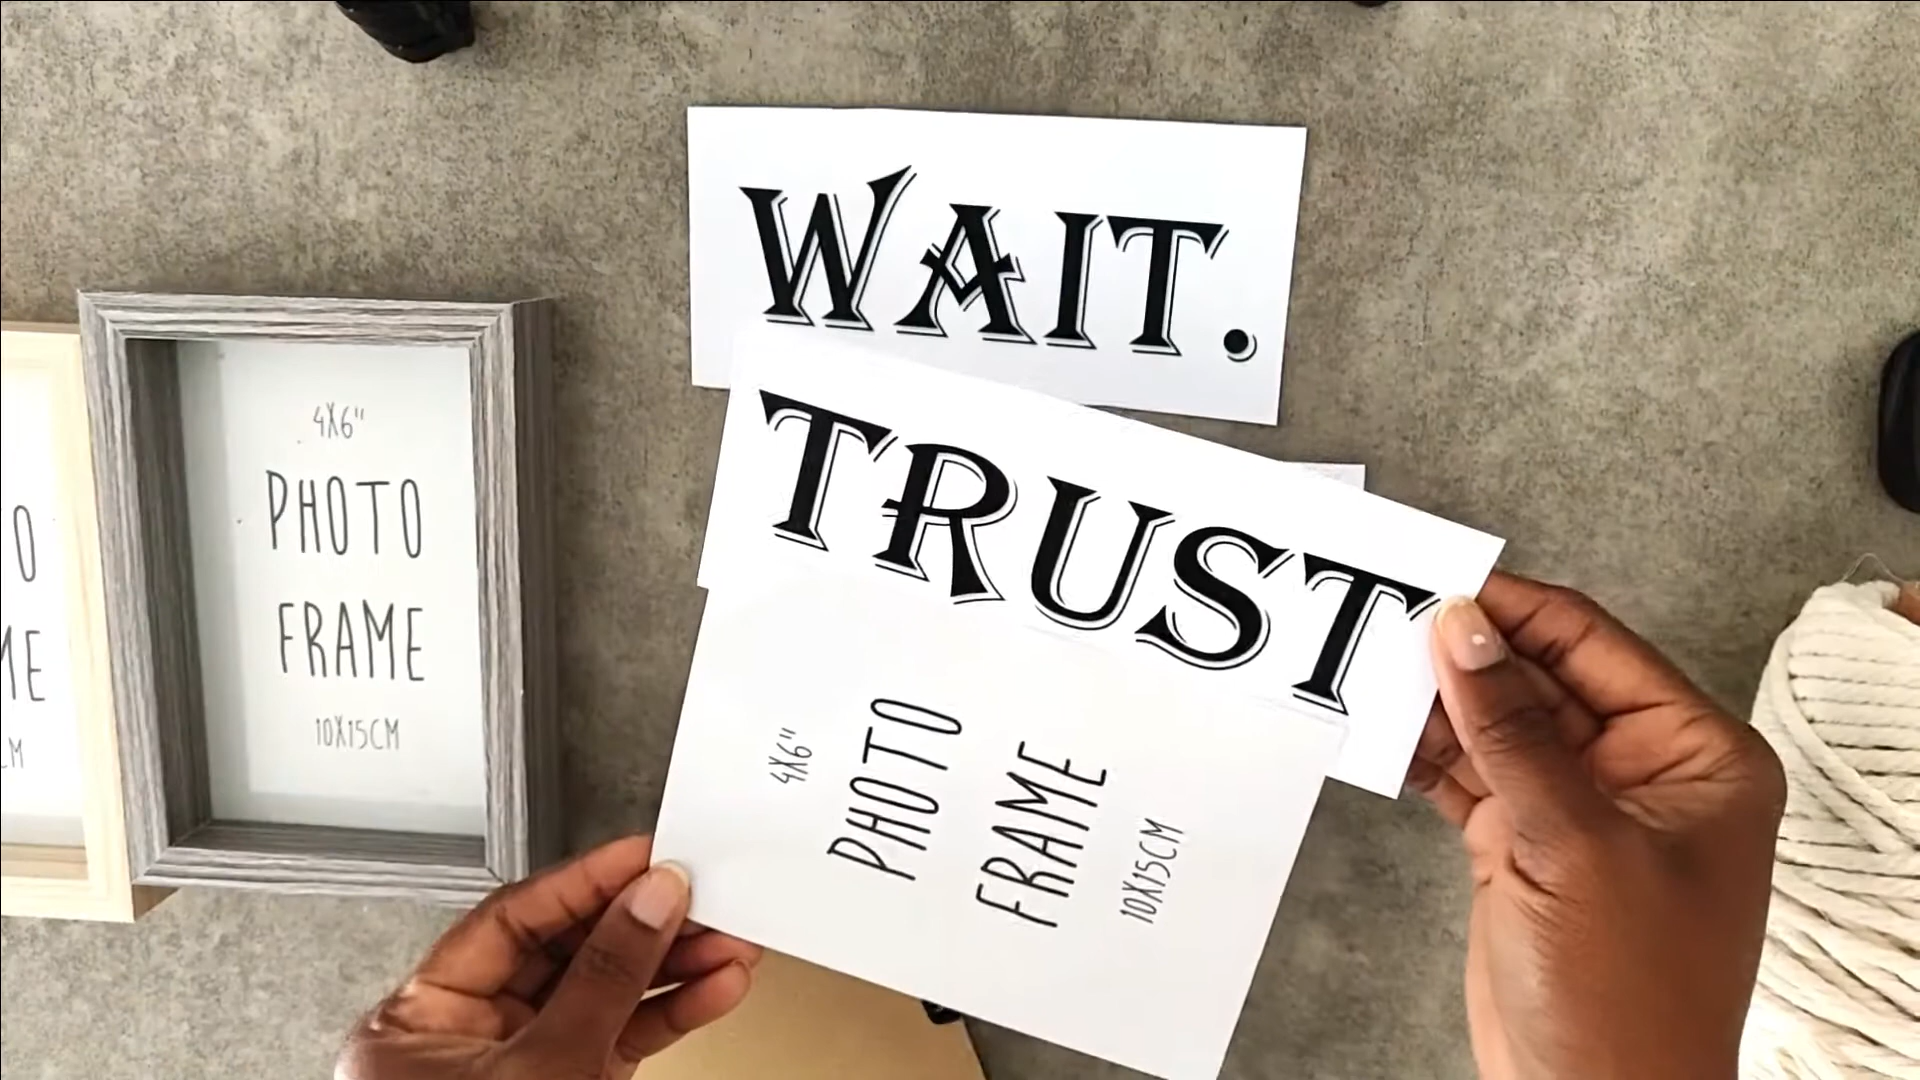 WAIT.
TRUST
4X6"
PHOTO
FRAME
10X15CM
4X6"
PHOTO
FRAME
10X15CM